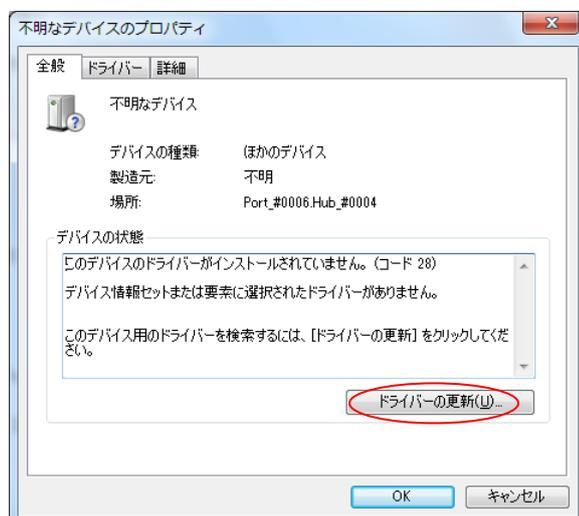 不明なデバイスのプロパティ
全般 ドライバー 詳細
不明なデバイス
デバイスの種類: ほかのデバイス
製造元: 不明
場所: Port_#0006.Hub_#0004
デバイスの状態
このデバイスのドライバーがインストールされていません。(コード 28)
デバイス情報セットまたは要素に選択されたドライバーがありません。
このデバイス用のドライバーを検索するには、[ドライバーの更新] をクリックしてくだ
さい。
ドライバーの更新(U)...
OK キャンセル